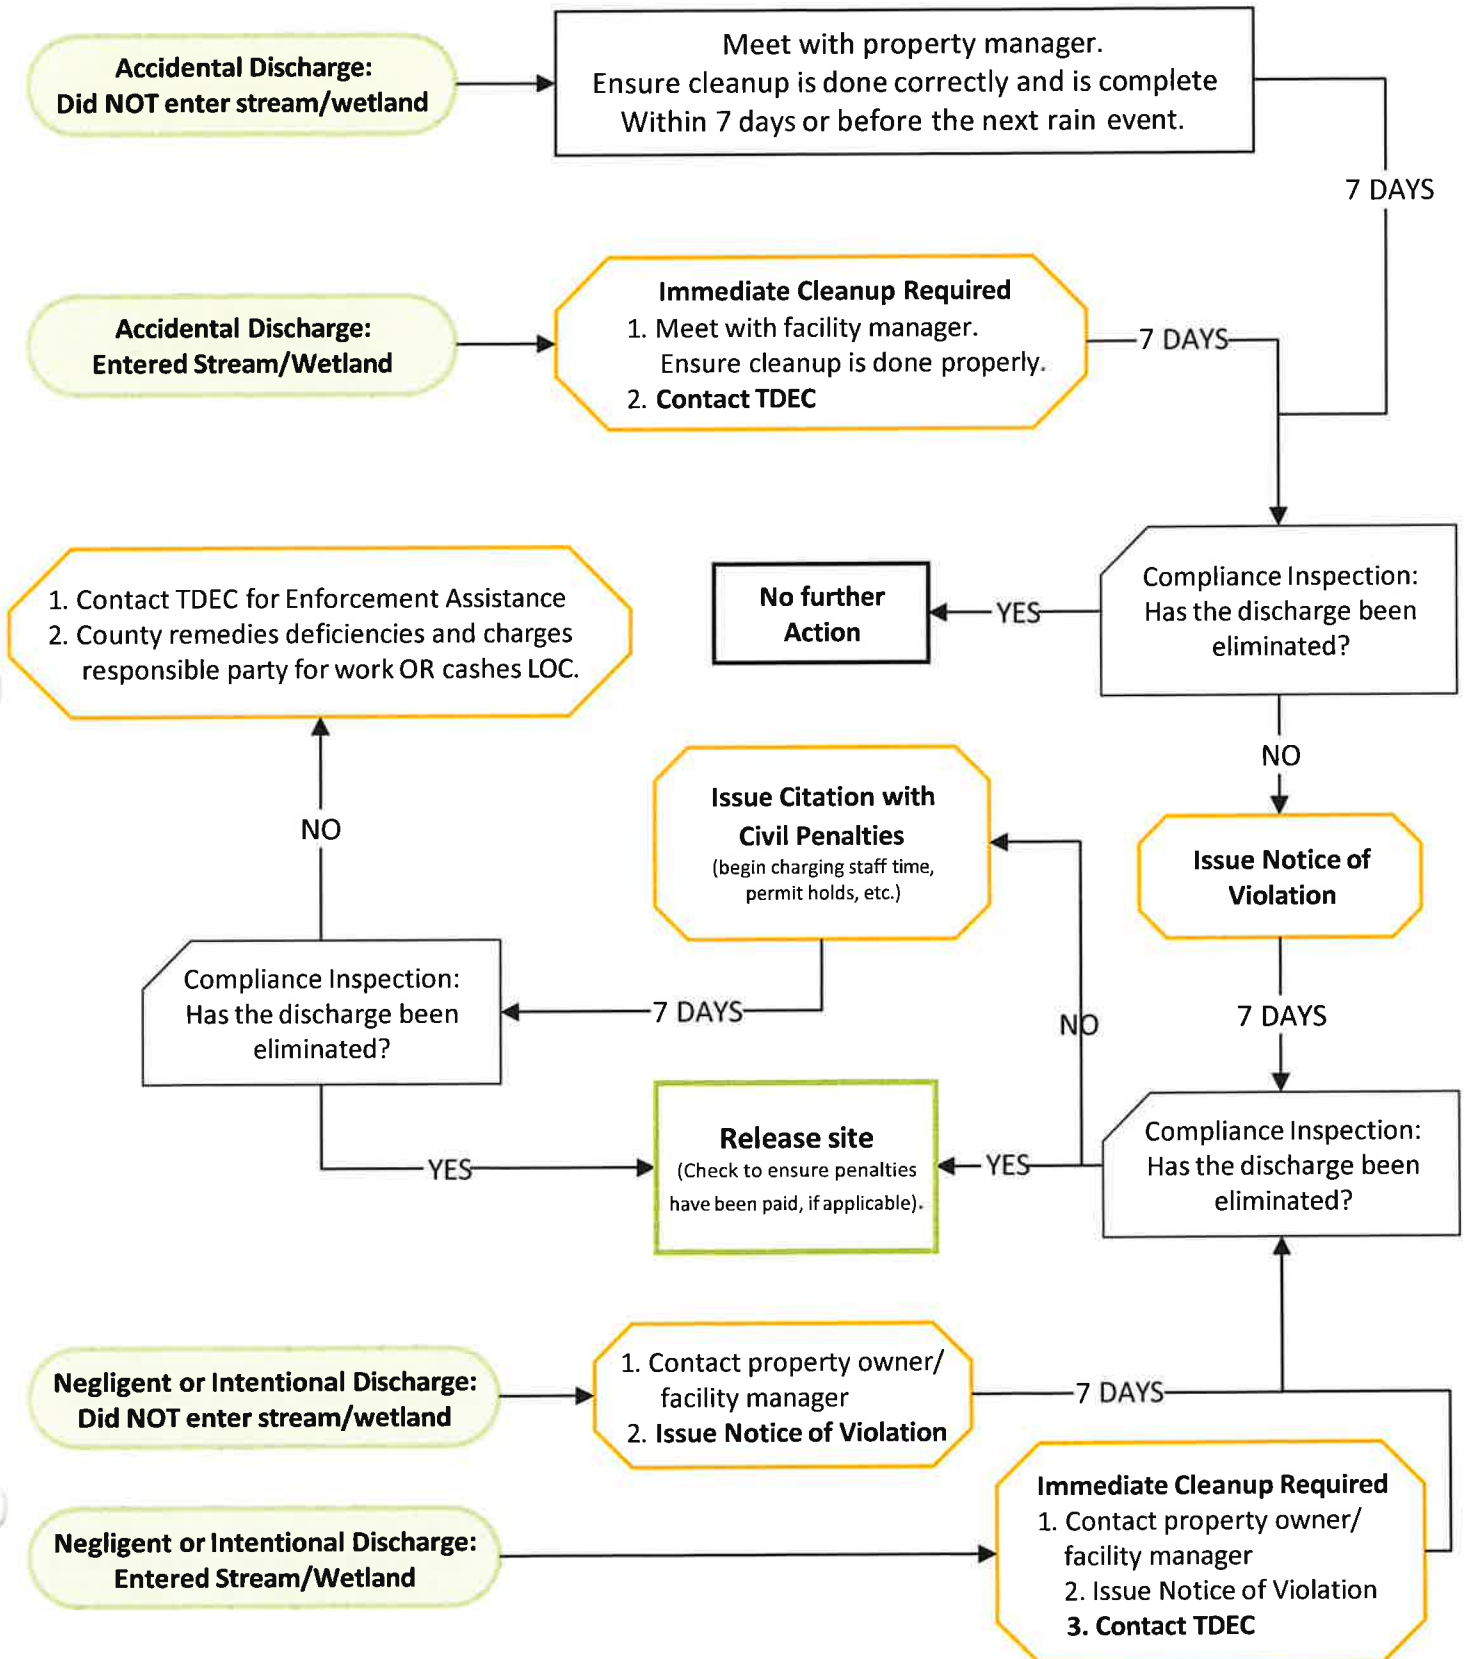 Accidental Discharge:
Did NOT enter stream/wetland
Meet with property manager.
Ensure cleanup is done correctly and is complete
Within 7 days or before the next rain event.
7 DAYS
Accidental Discharge:
Entered Stream/Wetland
Immediate Cleanup Required
1. Meet with facility manager.
Ensure cleanup is done properly.
2. Contact TDEC
7 DAYS
1. Contact TDEC for Enforcement Assistance
2. County remedies deficiencies and charges
responsible party for work OR cashes LOC.
No further
Action
YES
Compliance Inspection:
Has the discharge been
eliminated?
NO
Issue Citation with
Civil Penalties
(begin charging staff time,
permit holds, etc.)
Issue Notice of
Violation
NO
Compliance Inspection:
Has the discharge been
eliminated?
7 DAYS
NO
7 DAYS
YES
Release site
(Check to ensure penalties
have been paid, if applicable).
YES
Compliance Inspection:
Has the discharge been
eliminated?
Negligent or Intentional Discharge:
Did NOT enter stream/wetland
1. Contact property owner/
facility manager
2. Issue Notice of Violation
7 DAYS
Negligent or Intentional Discharge:
Entered Stream/Wetland
Immediate Cleanup Required
1. Contact property owner/
facility manager
2. Issue Notice of Violation
3. Contact TDEC